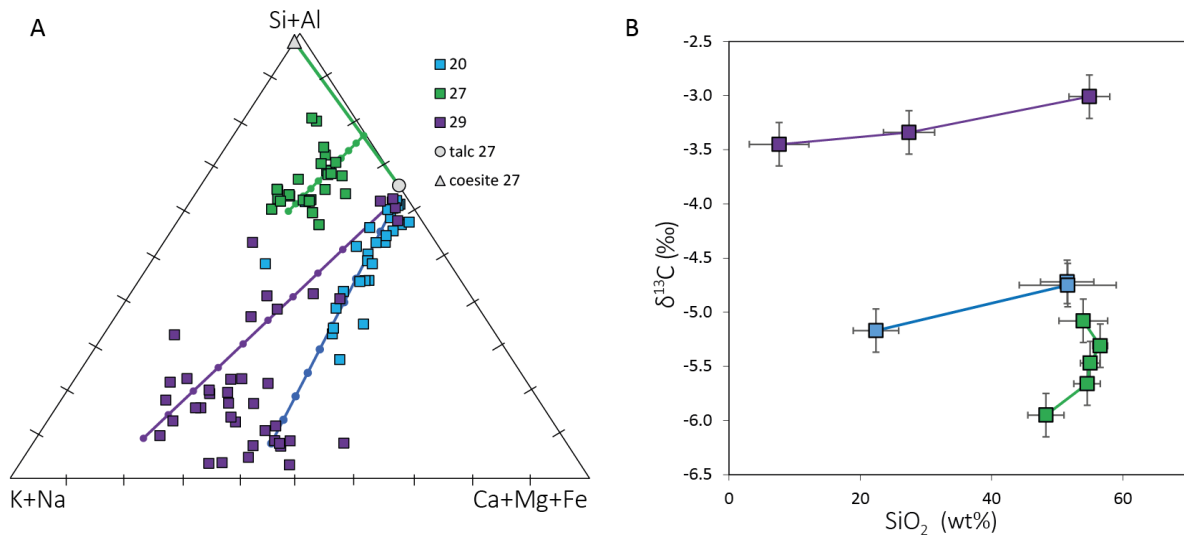 A
Si+Al
20
27
29
talc 27
coesite 27
K+Na
Ca+Mg+Fe
B
-2.5
-3.0
-3.5
-4.0
-4.5
-5.0
-5.5
-6.0
-6.5
δ¹³C (‰)
0
20
40
60
SiO₂ (wt%)